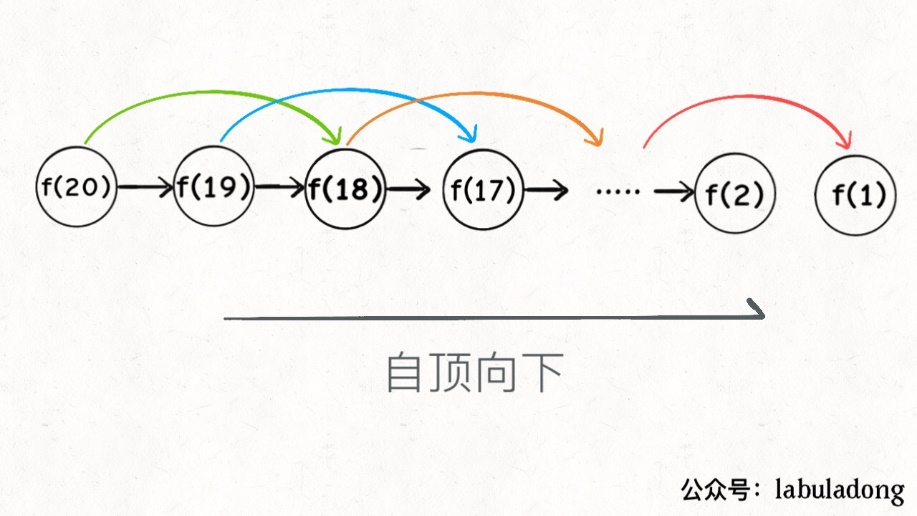 f(20) f(19) f(18) f(17) ..... f(2) f(1)
自顶向下
公众号：labuladong